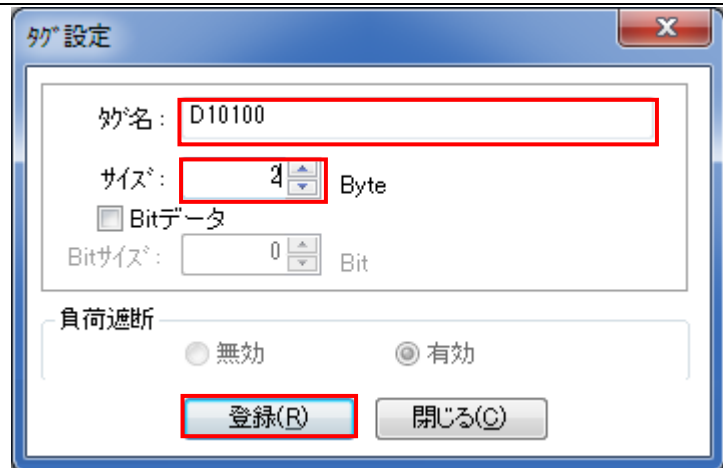 ﾀｸﾞ設定
ﾀｸﾞ名 : D10100
ｻｲｽﾞ : 2 Byte
Bitデータ
Bitｻｲｽﾞ : 0 Bit
負荷遮断
無効 有効
登録(R) 閉じる(C)